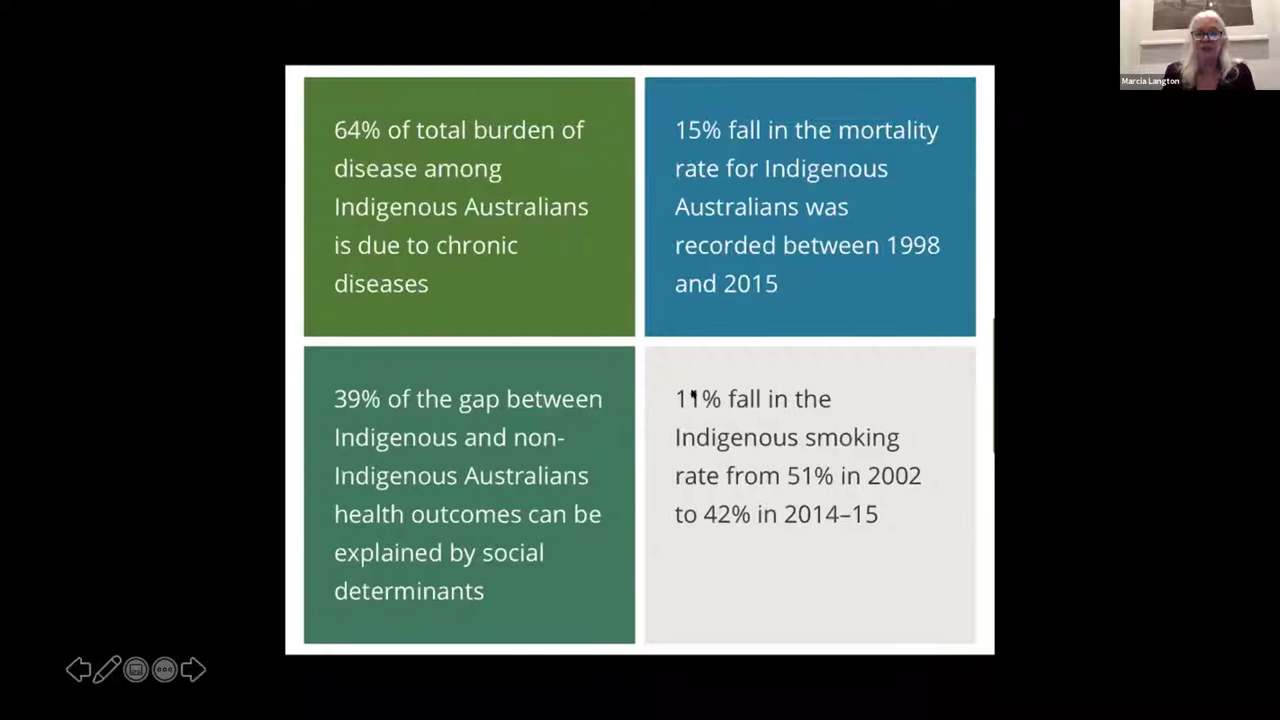 64% of total burden of
disease among
Indigenous Australians
is due to chronic
diseases
15% fall in the mortality
rate for Indigenous
Australians was
recorded between 1998
and 2015
39% of the gap between
Indigenous and non-
Indigenous Australians
health outcomes can be
explained by social
determinants
fall in the
Indigenous smoking
rate from 51% in 2002
to 42% in 2014–15
Marcia Langton